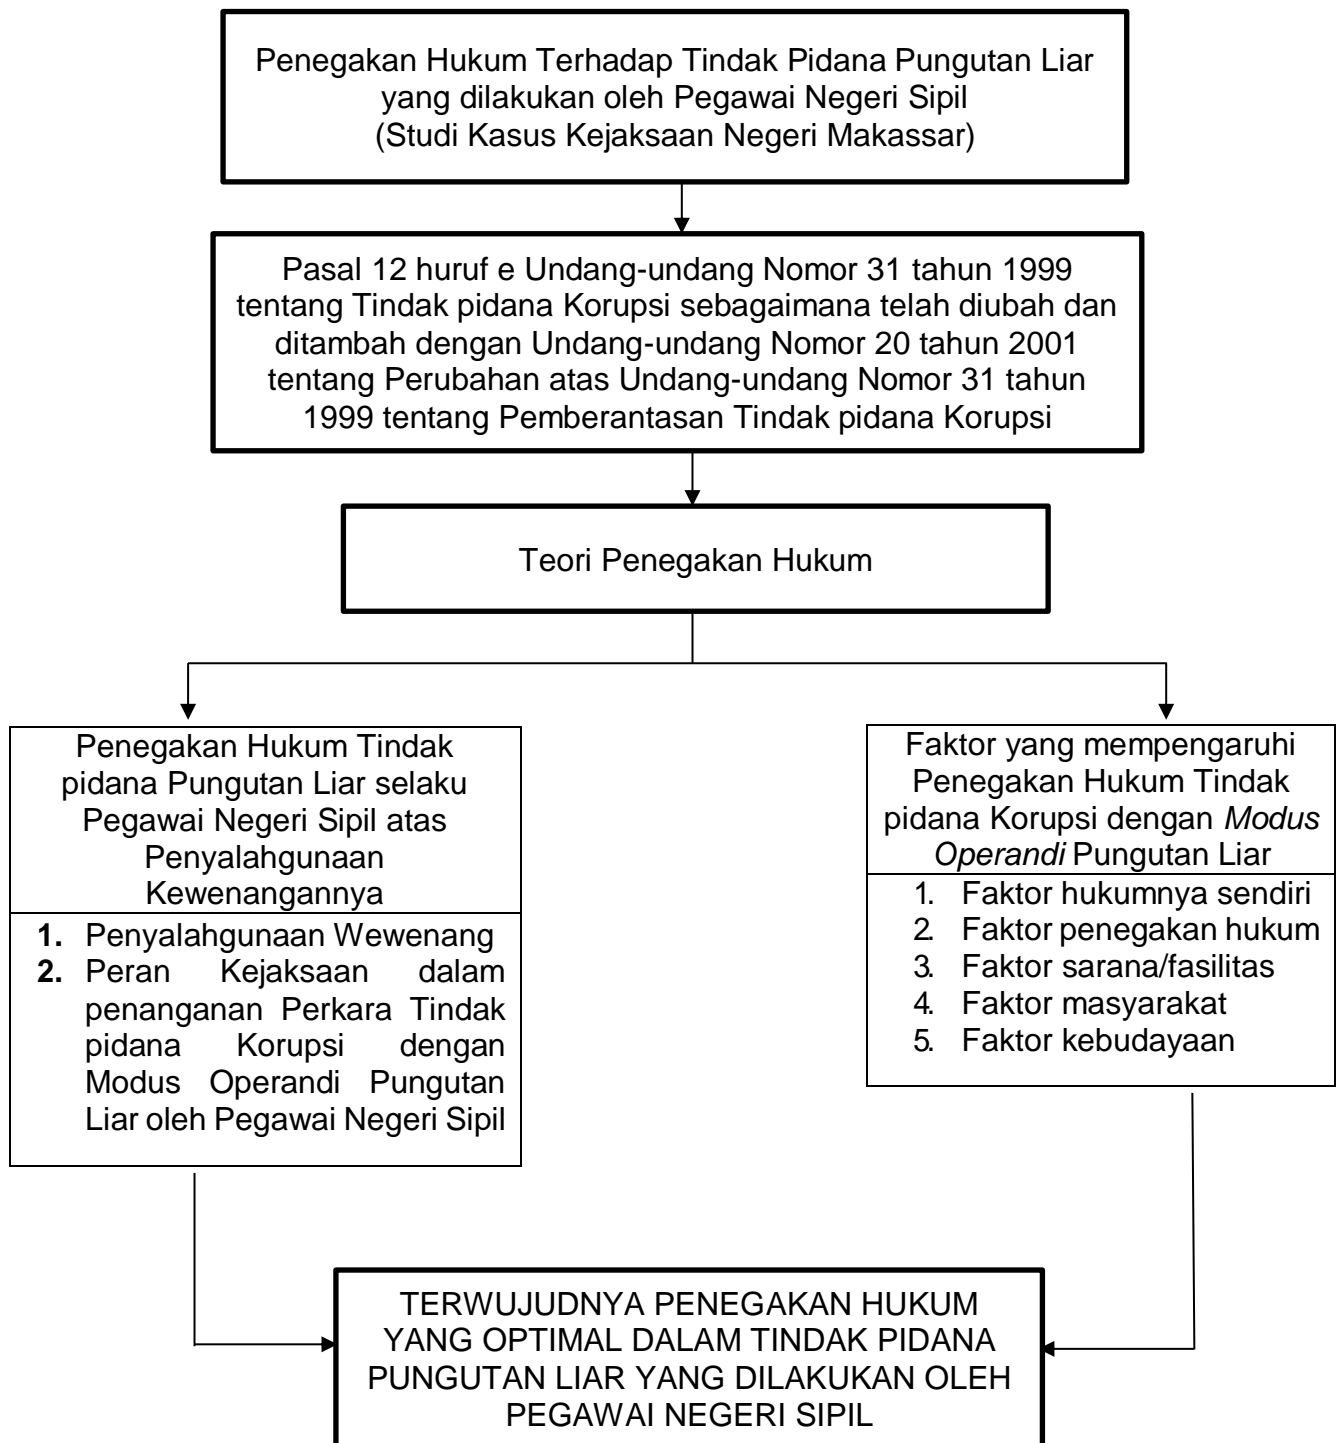 Penegakan Hukum Terhadap Tindak Pidana Pungutan Liar
yang dilakukan oleh Pegawai Negeri Sipil
(Studi Kasus Kejaksaan Negeri Makassar)
Pasal 12 huruf e Undang-undang Nomor 31 tahun 1999
tentang Tindak pidana Korupsi sebagaimana telah diubah dan
ditambah dengan Undang-undang Nomor 20 tahun 2001
tentang Perubahan atas Undang-undang Nomor 31 tahun
1999 tentang Pemberantasan Tindak pidana Korupsi
Teori Penegakan Hukum
Penegakan Hukum Tindak
pidana Pungutan Liar selaku
Pegawai Negeri Sipil atas
Penyalahgunaan
Kewenangannya
1. Penyalahgunaan Wewenang
2. Peran Kejaksaan dalam
penanganan Perkara Tindak
pidana Korupsi dengan
Modus Operandi Pungutan
Liar oleh Pegawai Negeri Sipil
Faktor yang mempengaruhi
Penegakan Hukum Tindak
pidana Korupsi dengan Modus
Operandi Pungutan Liar
1. Faktor hukumnya sendiri
2. Faktor penegakan hukum
3. Faktor sarana/fasilitas
4. Faktor masyarakat
5. Faktor kebudayaan
TERWUJUDNYA PENEGAKAN HUKUM
YANG OPTIMAL DALAM TINDAK PIDANA
PUNGUTAN LIAR YANG DILAKUKAN OLEH
PEGAWAI NEGERI SIPIL